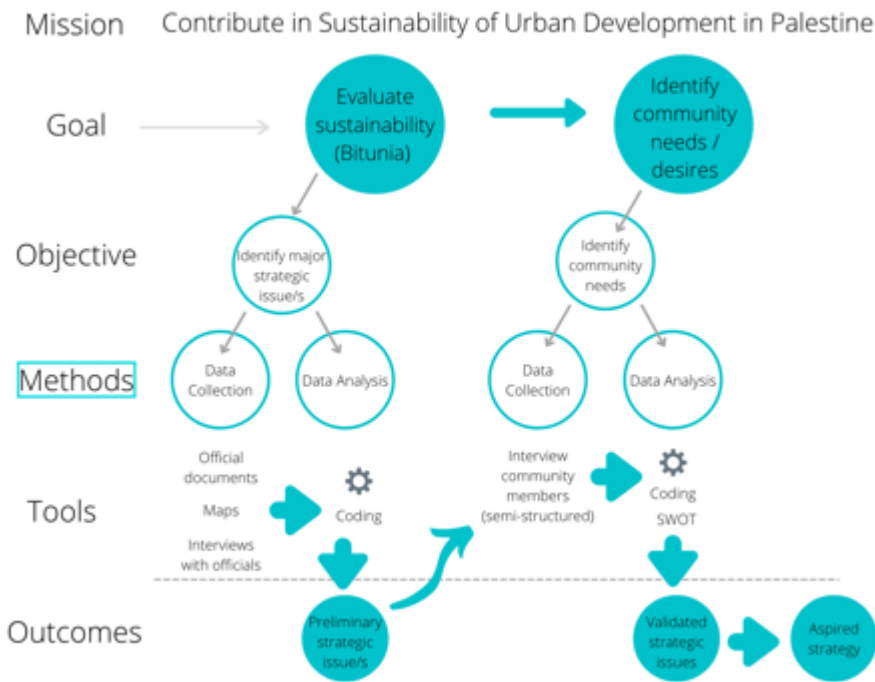 Mission
Contribute in Sustainability of Urban Development in Palestine
Goal
Evaluate
sustainability
(Bitunia)
Identify
community
needs /
desires
Objective
Identify major
strategic
issue/s
Identify
community
needs
Methods
Data
Collection
Data Analysis
Data
Collection
Data Analysis
Tools
Official
documents
Maps
Interviews
with officials
Coding
Interview
community
members
(semi-structured)
Coding
SWOT
Outcomes
Preliminary
strategic
issue/s
Validated
strategic
issues
Aspired
strategy